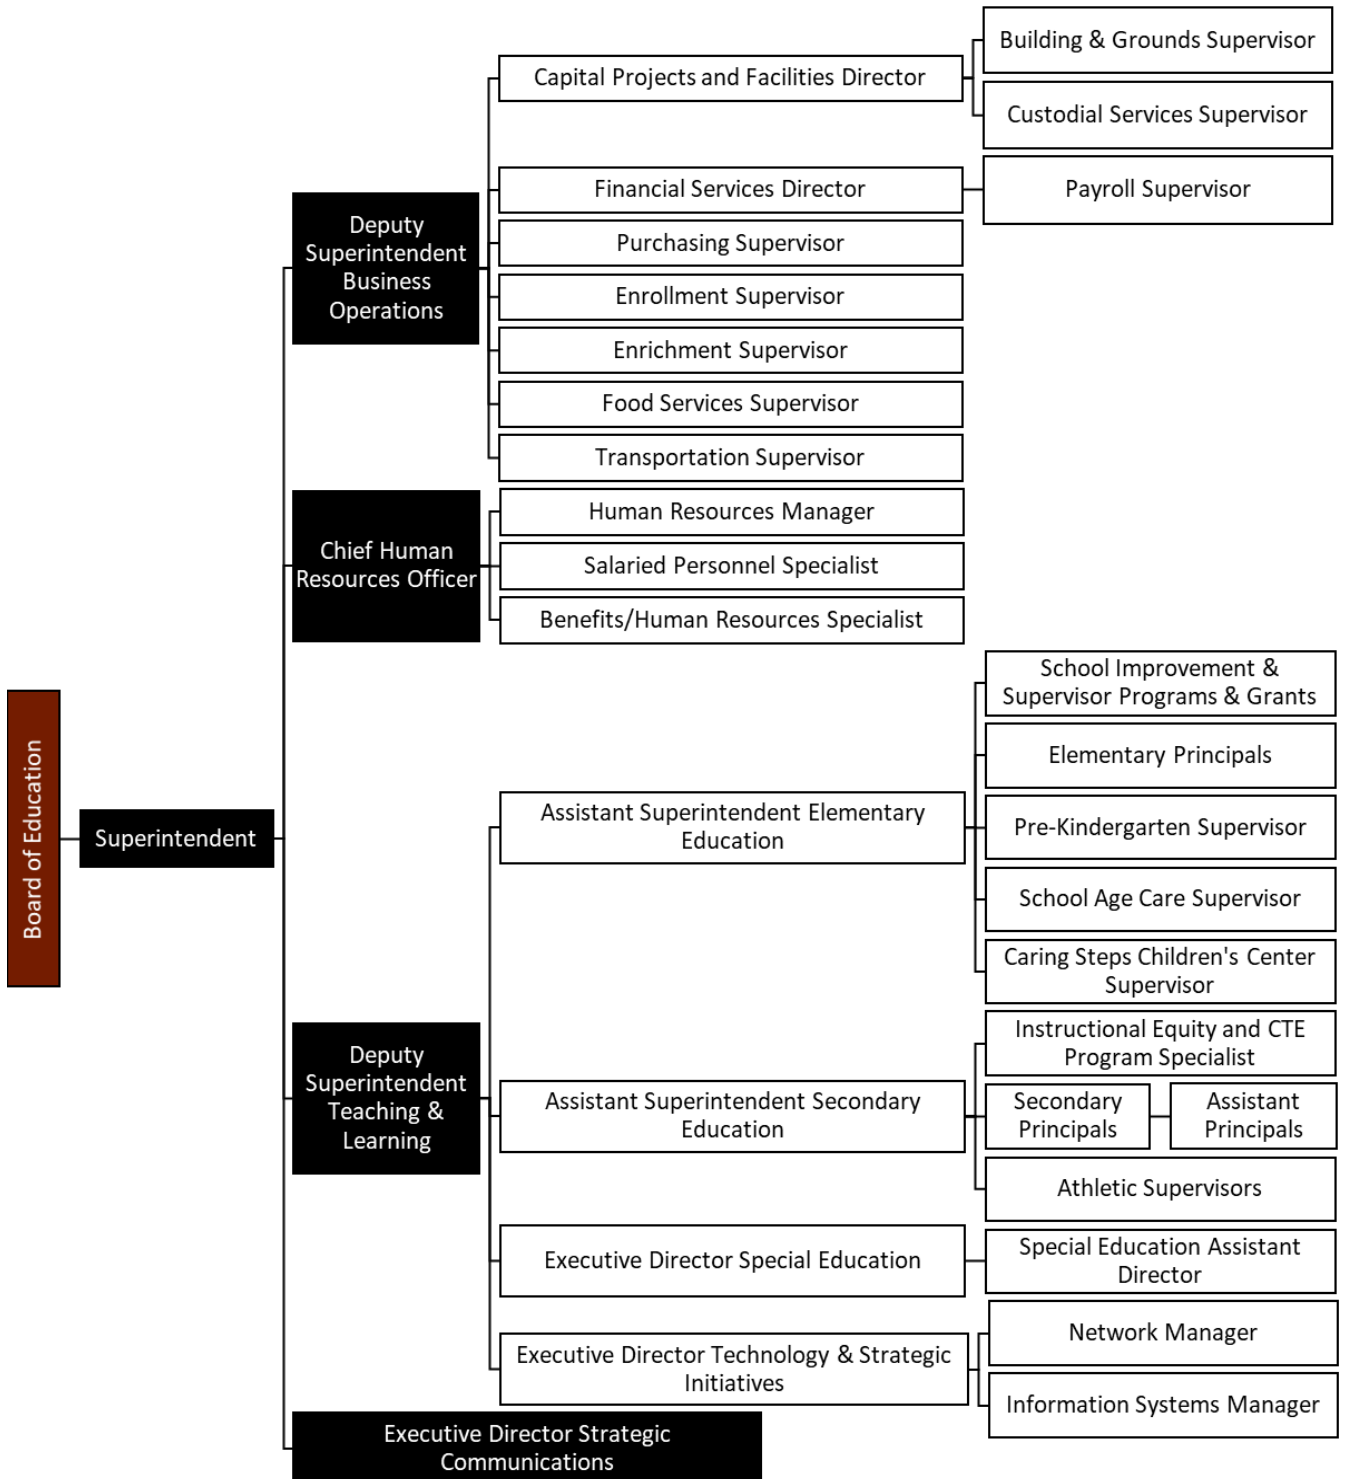 Board of Education
Superintendent
Deputy
Superintendent
Business
Operations
Capital Projects and Facilities Director
Building & Grounds Supervisor
Custodial Services Supervisor
Financial Services Director
Payroll Supervisor
Purchasing Supervisor
Enrollment Supervisor
Enrichment Supervisor
Food Services Supervisor
Transportation Supervisor
Chief Human
Resources Officer
Human Resources Manager
Salaried Personnel Specialist
Benefits/Human Resources Specialist
Deputy
Superintendent
Teaching &
Learning
Assistant Superintendent Elementary
Education
School Improvement &
Supervisor Programs & Grants
Elementary Principals
Pre-Kindergarten Supervisor
School Age Care Supervisor
Caring Steps Children's Center
Supervisor
Assistant Superintendent Secondary
Education
Instructional Equity and CTE
Program Specialist
Secondary
Principals
Assistant
Principals
Athletic Supervisors
Executive Director Special Education
Special Education Assistant
Director
Executive Director Technology & Strategic
Initiatives
Network Manager
Information Systems Manager
Executive Director Strategic
Communications